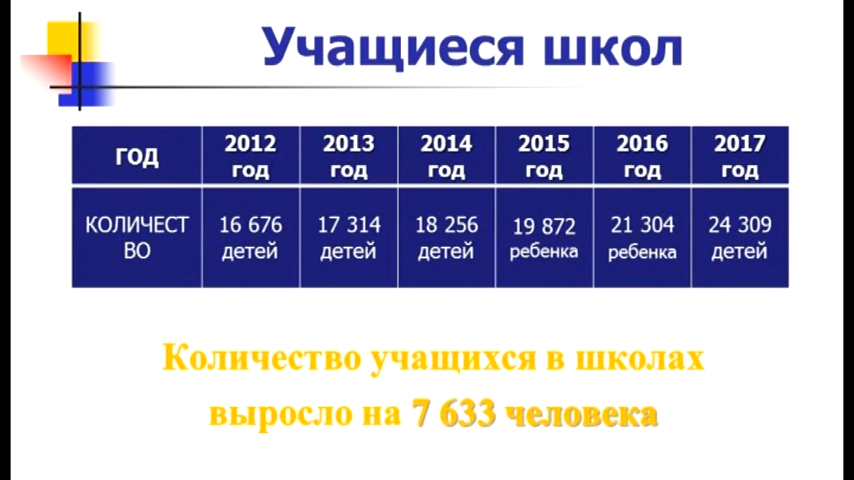 Учащиеся школ
ГОД
2012 год
2013 год
2014 год
2015 год
2016 год
2017 год
КОЛИЧЕСТ
ВО
16 676
детей
17 314
детей
18 256
детей
19 872
ребенка
21 304
ребенка
24 309
детей
Количество учащихся в школах
выросло на 7 633 человека